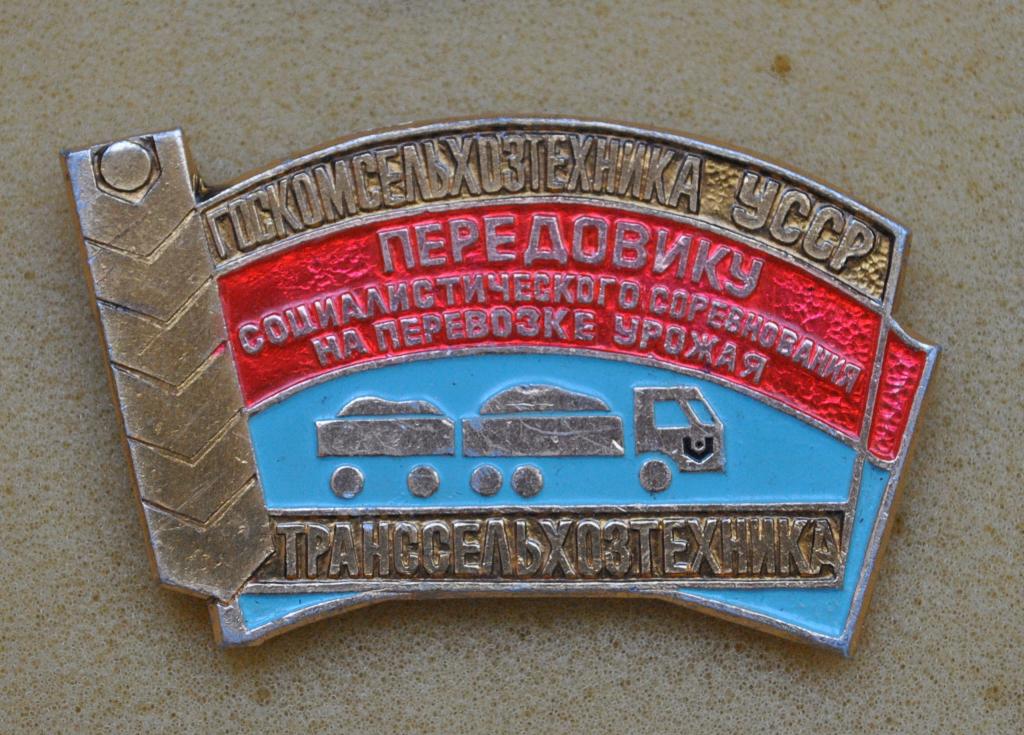 ГОСКОМСЕЛЬХОЗТЕХНИКА УССР
ПЕРЕДОВИКУ
СОЦИАЛИСТИЧЕСКОГО СОРЕВНОВАНИЯ
НА ПЕРЕВОЗКЕ УРОЖАЯ
ТРАНССЕЛЬХОЗТЕХНИКА